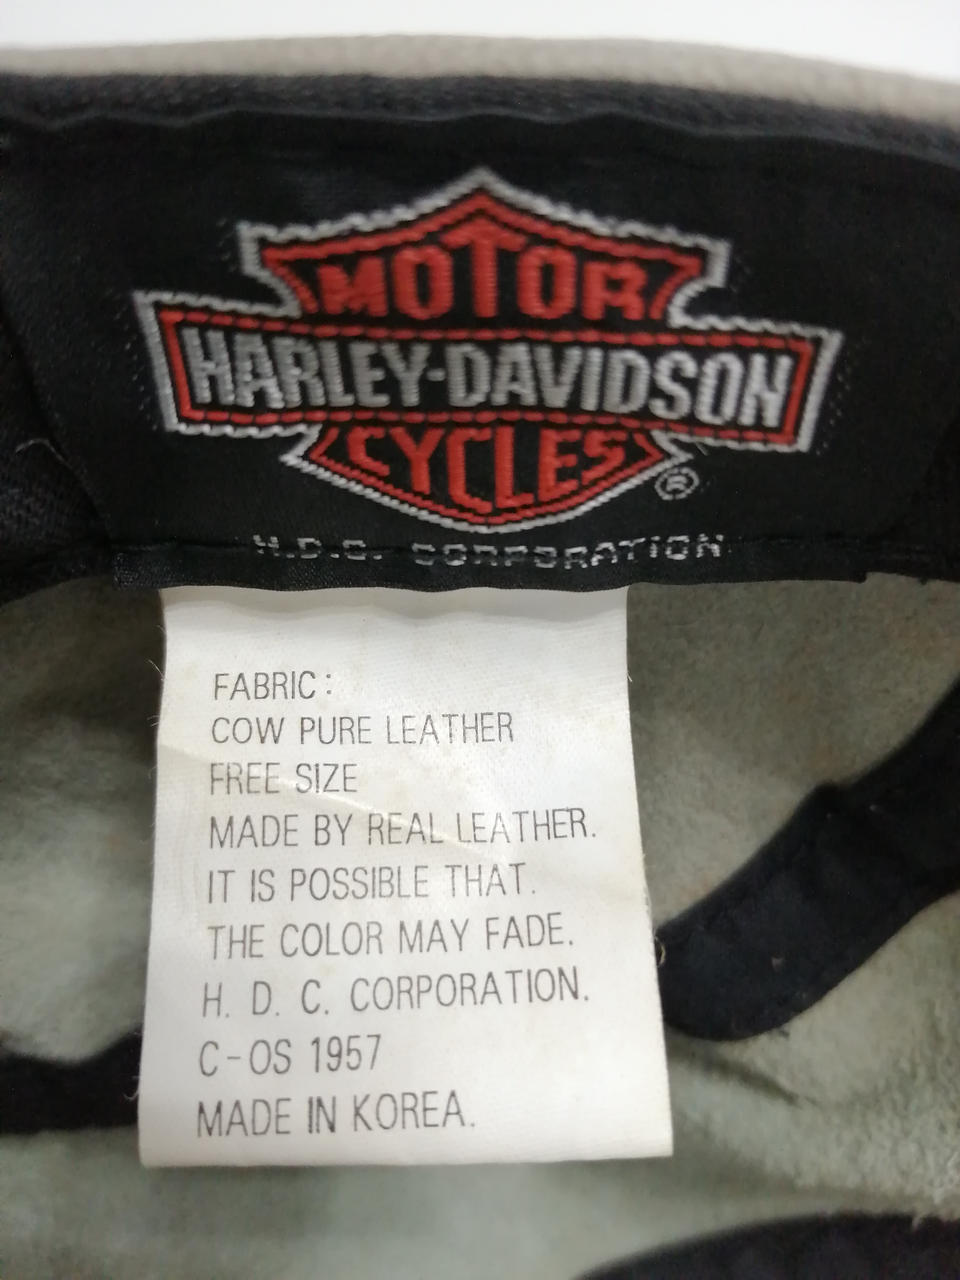 MOTOR
HARLEY-DAVIDSON
CYCLES
®
H.D.C. CORPORATION
FABRIC:
COW PURE LEATHER
FREE SIZE
MADE BY REAL LEATHER.
IT IS POSSIBLE THAT.
THE COLOR MAY FADE.
H. D. C. CORPORATION.
C-OS 1957
MADE IN KOREA.